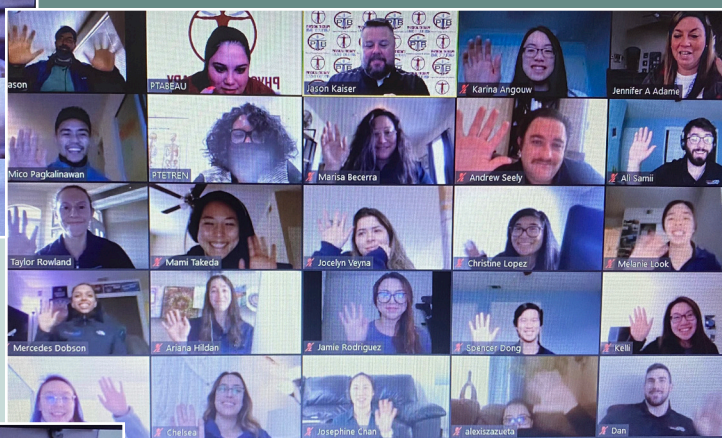 ason
PTABEAU
Jason Kaiser
Karina Angouw
Jennifer A Adame
Mico Pagkalinawan
PTETREN
Marisa Becerra
Andrew Seely
Ali Samii
Taylor Rowland
Mami Takeda
Jocelyn Veyna
Christine Lopez
Melanie Look
Mercedes Dobson
Ariana Hildan
Jamie Rodriguez
Spencer Dong
Kelli
Chelsea
Josephine Chan
alexiszazueta
Dan